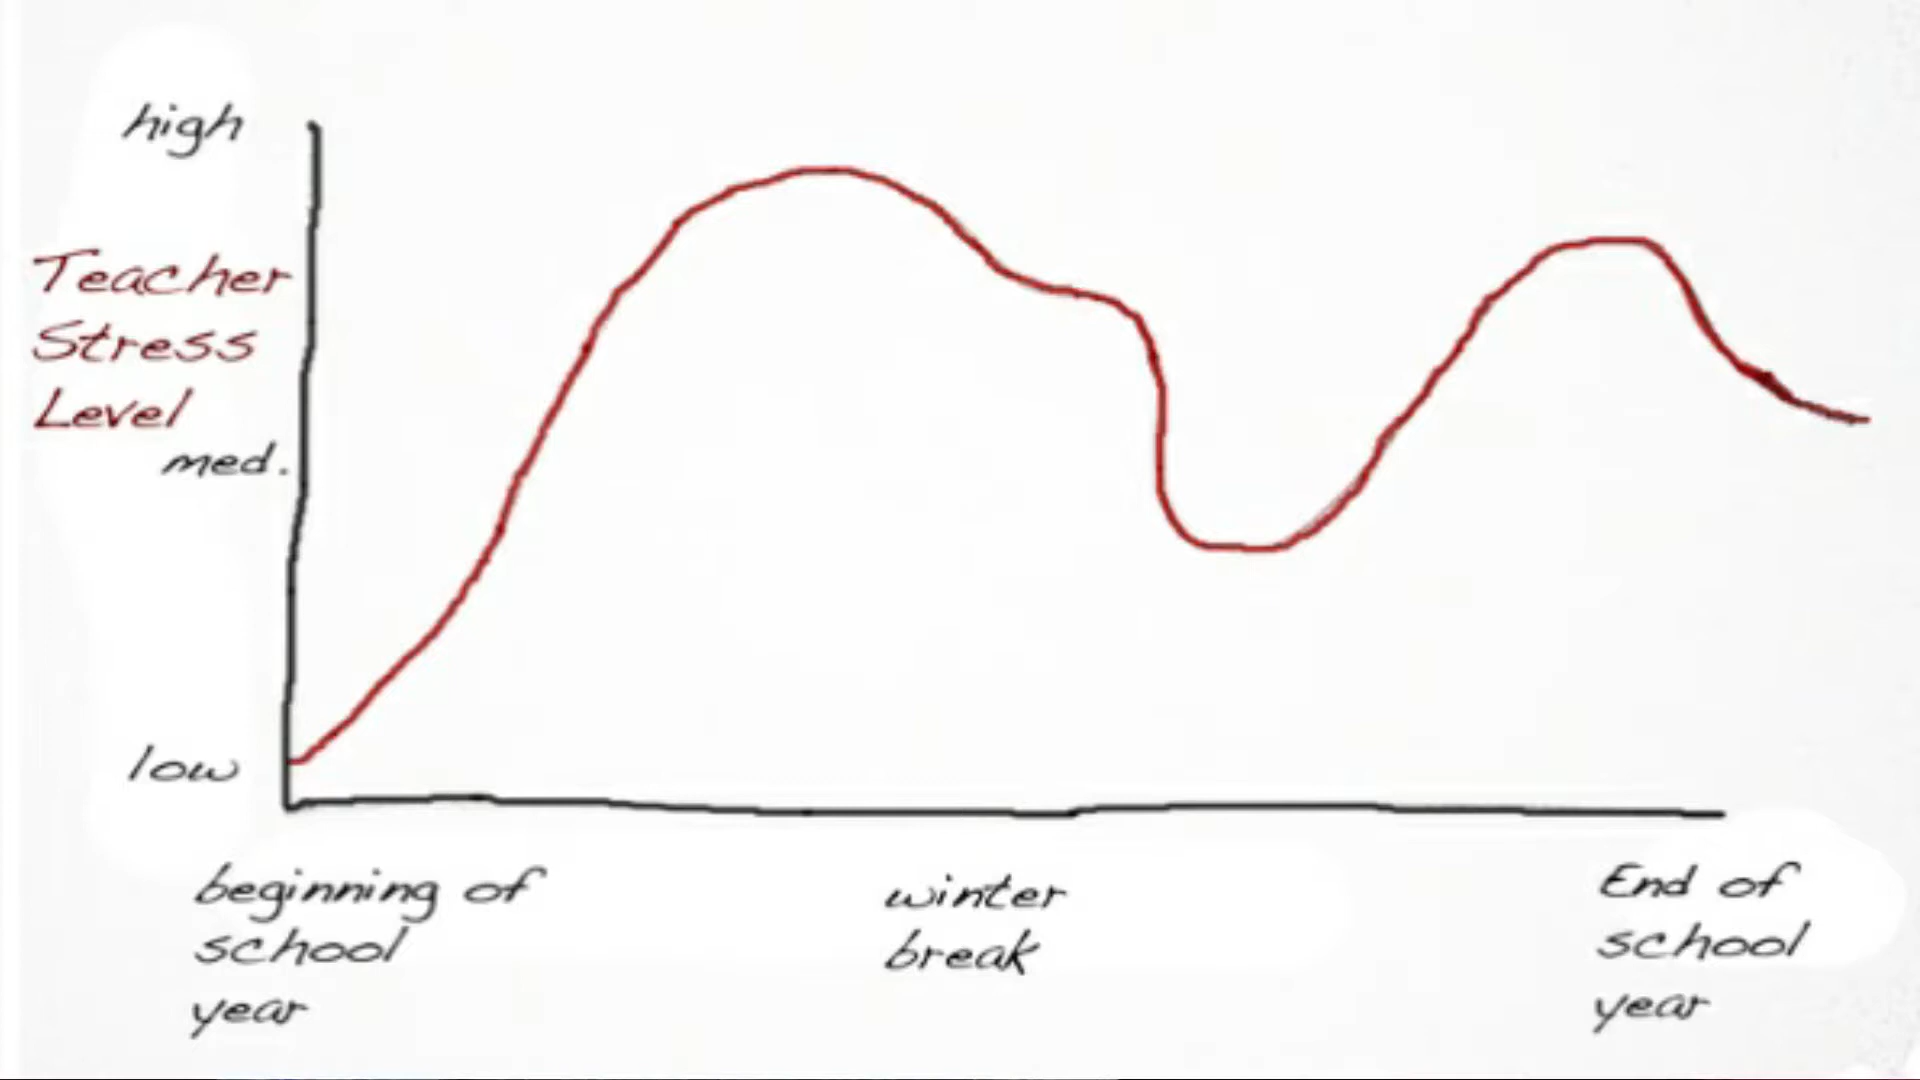 high
Teacher
Stress
Level
med.
low
beginning of
school
year
winter
break
End of
school
year